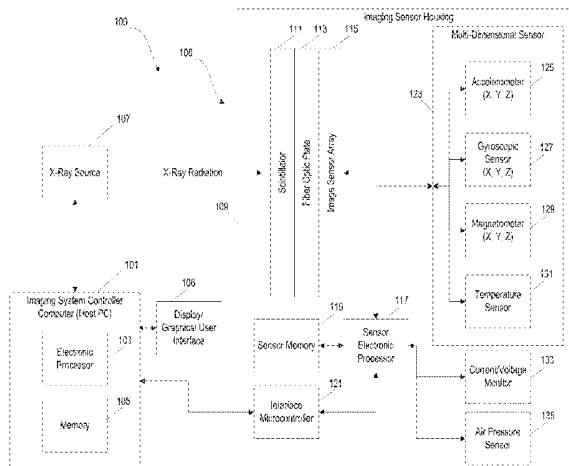 Imaging Sensor Housing
100
108
111
113
115
Multi-Dimensional Sensor
107
X-Ray Source
X-Ray Radiation
109
Scintillator
Fiber Optic Plate
Image Sensor Array
123
Accelerometer
(X, Y, Z)
125
Gyroscopic
Sensor
(X, Y, Z)
127
Magnetometer
(X, Y, Z)
129
Temperature
Sensor
131
101
Imaging System Controller
Computer (Host PC)
Electronic
Processor
103
Memory
105
106
Display/
Graphical User
Interface
119
Sensor Memory
117
Sensor
Electronic
Processor
121
Interface
Microcontroller
Current/Voltage
Monitor
133
Air Pressure
Sensor
135